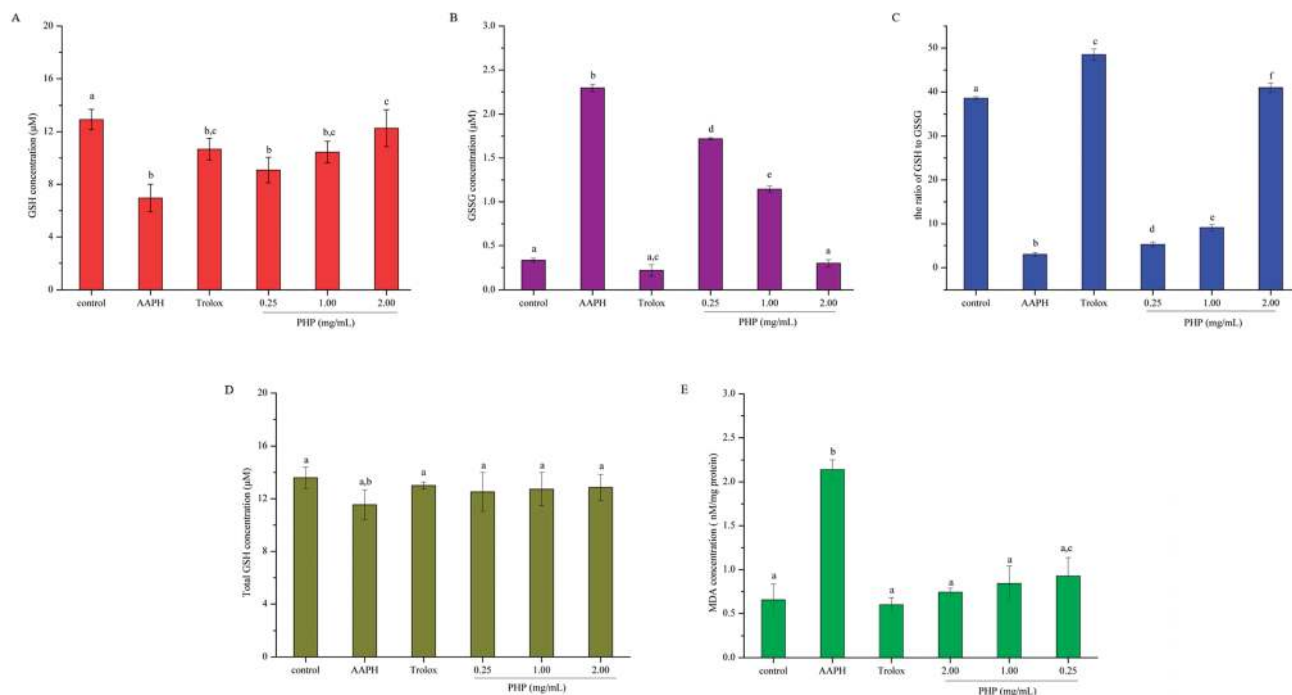 A
GSH concentration (μM)
20
16
12
8
4
0
a
b
b,c
b
b,c
c
control AAPH Trolox 0.25 1.00 2.00
PHP (mg/mL)
B
GSSG concentration (μM)
3.0
2.5
2.0
1.5
1.0
0.5
0.0
a
b
a,c
d
e
a
control AAPH Trolox 0.25 1.00 2.00
PHP (mg/mL)
C
the ratio of GSH to GSSG
50
40
30
20
10
0
a
b
c
d
e
f
control AAPH Trolox 0.25 1.00 2.00
PHP (mg/mL)
D
Total GSH concentration (μM)
20
16
12
8
4
0
a
a,b
a
a
a
a
control AAPH Trolox 0.25 1.00 2.00
PHP (mg/mL)
E
MDA concentration ( nM/mg protein)
3.0
2.5
2.0
1.5
1.0
0.5
0.0
a
b
a
a
a
a,c
control AAPH Trolox 2.00 1.00 0.25
PHP (mg/mL)